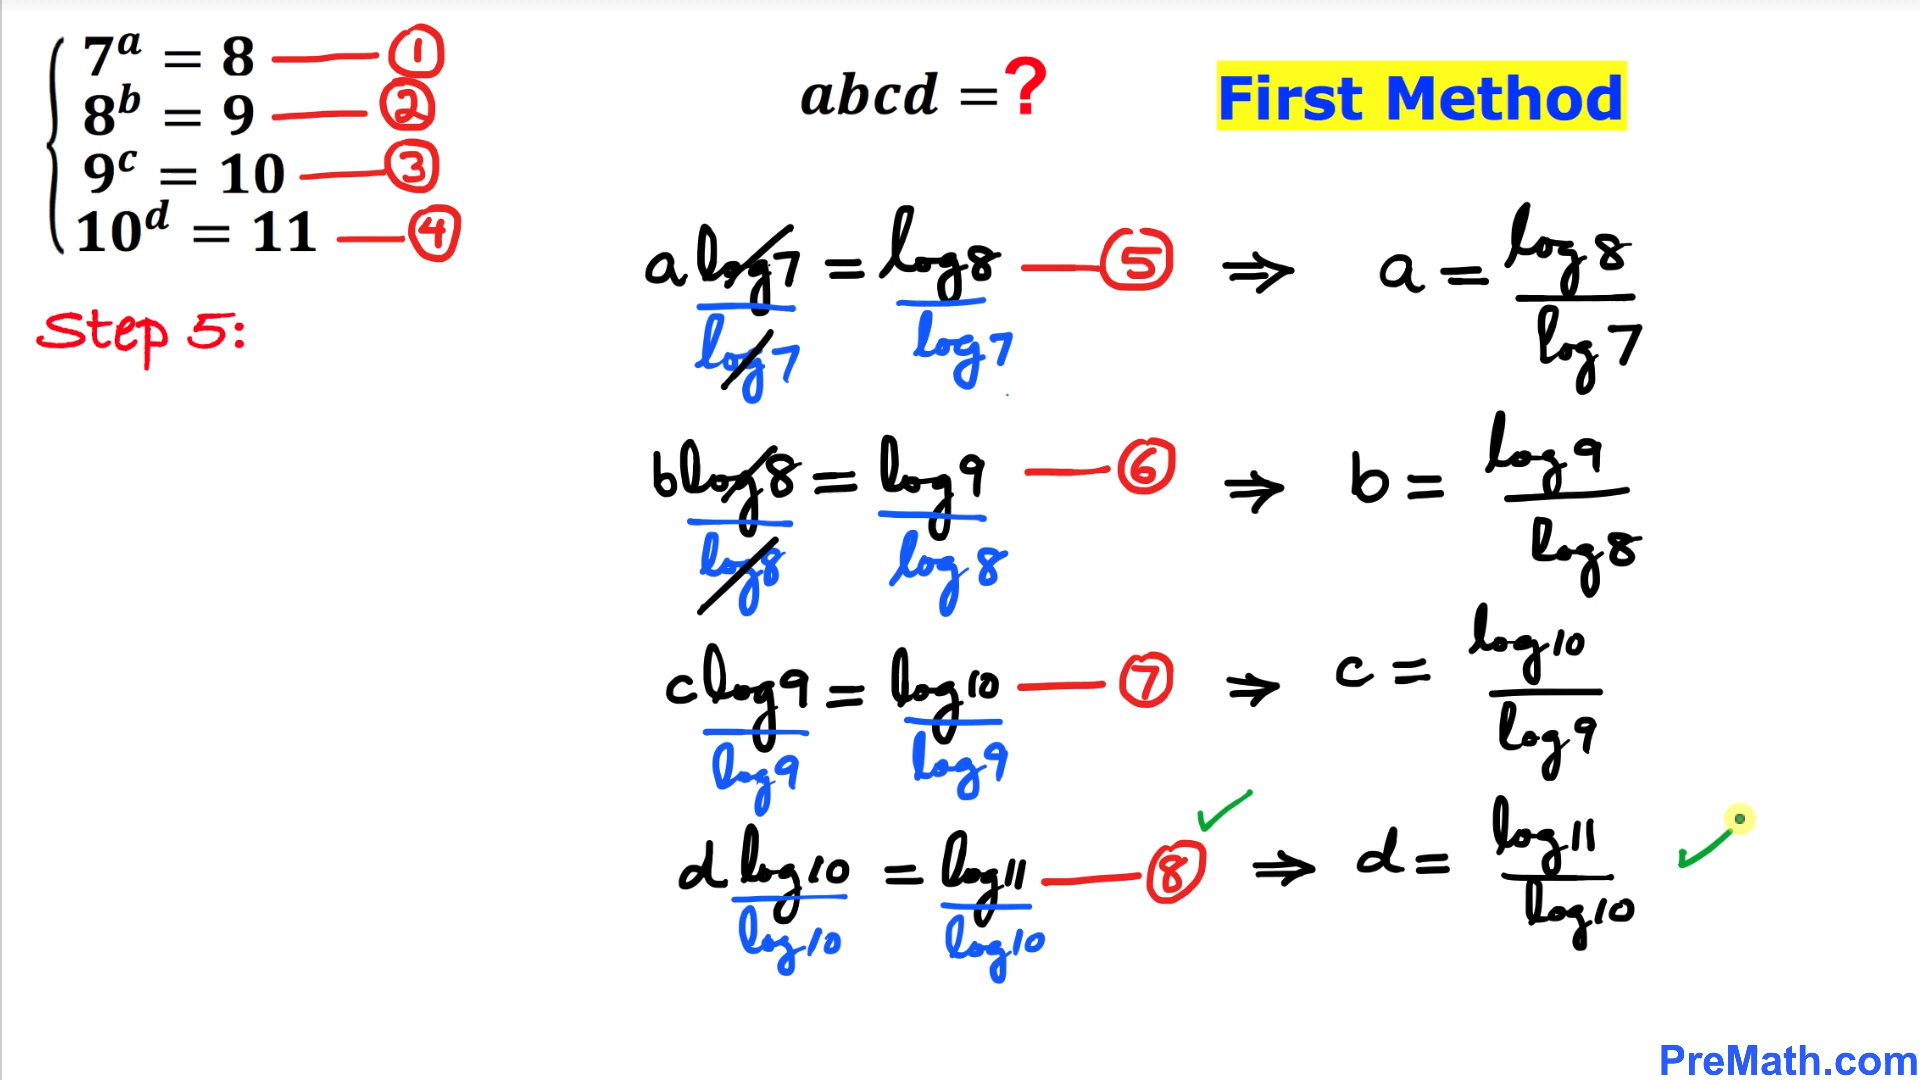 7^a = 8 — ①
8^b = 9 — ②
9^c = 10 — ③
10^d = 11 — ④
abcd = ?
First Method
Step 5:
a log7 / log7 = log8 / log7 — ⑤ ⇒ a = log8 / log7
b log8 / log8 = log9 / log8 — ⑥ ⇒ b = log9 / log8
c log9 / log9 = log10 / log9 — ⑦ ⇒ c = log10 / log9
d log10 / log10 = log11 / log10 — ⑧ ✓ ⇒ d = log11 / log10 ✓
PreMath.com